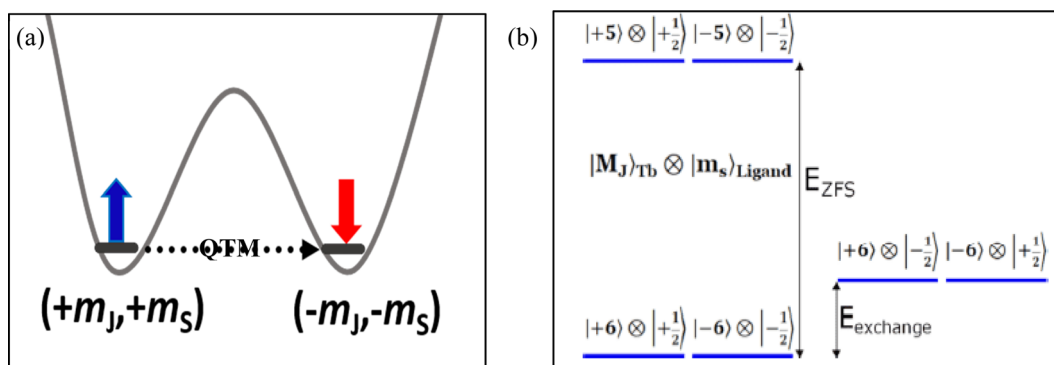 (a)
QTM
(+mJ,+mS)
(-mJ,-mS)
(b)
|+5⟩ ⊗ |+1/2⟩ |−5⟩ ⊗ |−1/2⟩
|MJ⟩Tb ⊗ |ms⟩Ligand
EZFS
|+6⟩ ⊗ |−1/2⟩ |−6⟩ ⊗ |+1/2⟩
Eexchange
|+6⟩ ⊗ |+1/2⟩ |−6⟩ ⊗ |−1/2⟩